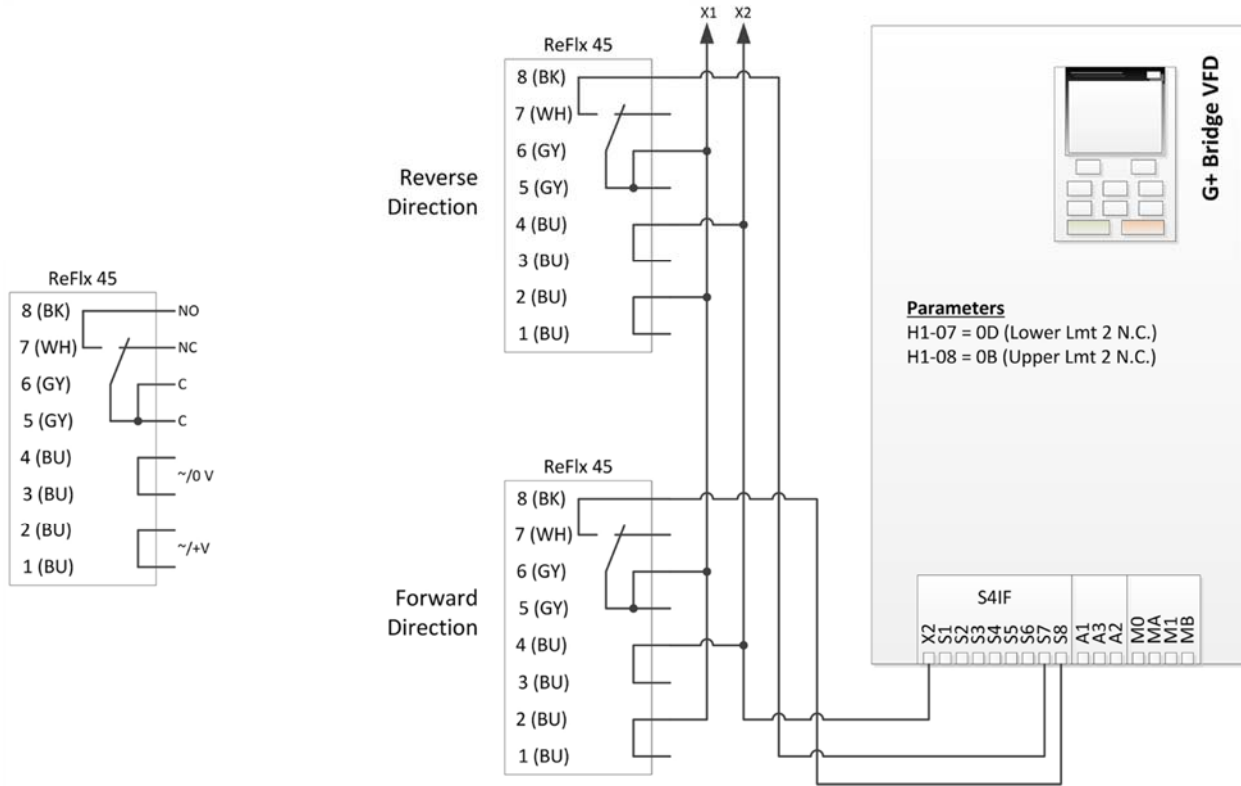 ReFlx 45
8 (BK)
NO
7 (WH)
NC
6 (GY)
C
5 (GY)
C
4 (BU)
~/0 V
3 (BU)
2 (BU)
~/+V
1 (BU)
X1
X2
ReFlx 45
8 (BK)
7 (WH)
6 (GY)
5 (GY)
4 (BU)
3 (BU)
2 (BU)
1 (BU)
Reverse
Direction
ReFlx 45
8 (BK)
7 (WH)
6 (GY)
5 (GY)
4 (BU)
3 (BU)
2 (BU)
1 (BU)
Forward
Direction
G+ Bridge VFD
Parameters
H1-07 = 0D (Lower Lmt 2 N.C.)
H1-08 = 0B (Upper Lmt 2 N.C.)
S4IF
X2
S1
S2
S3
S4
S5
S6
S7
S8
A1
A3
A2
M0
MA
M1
MB